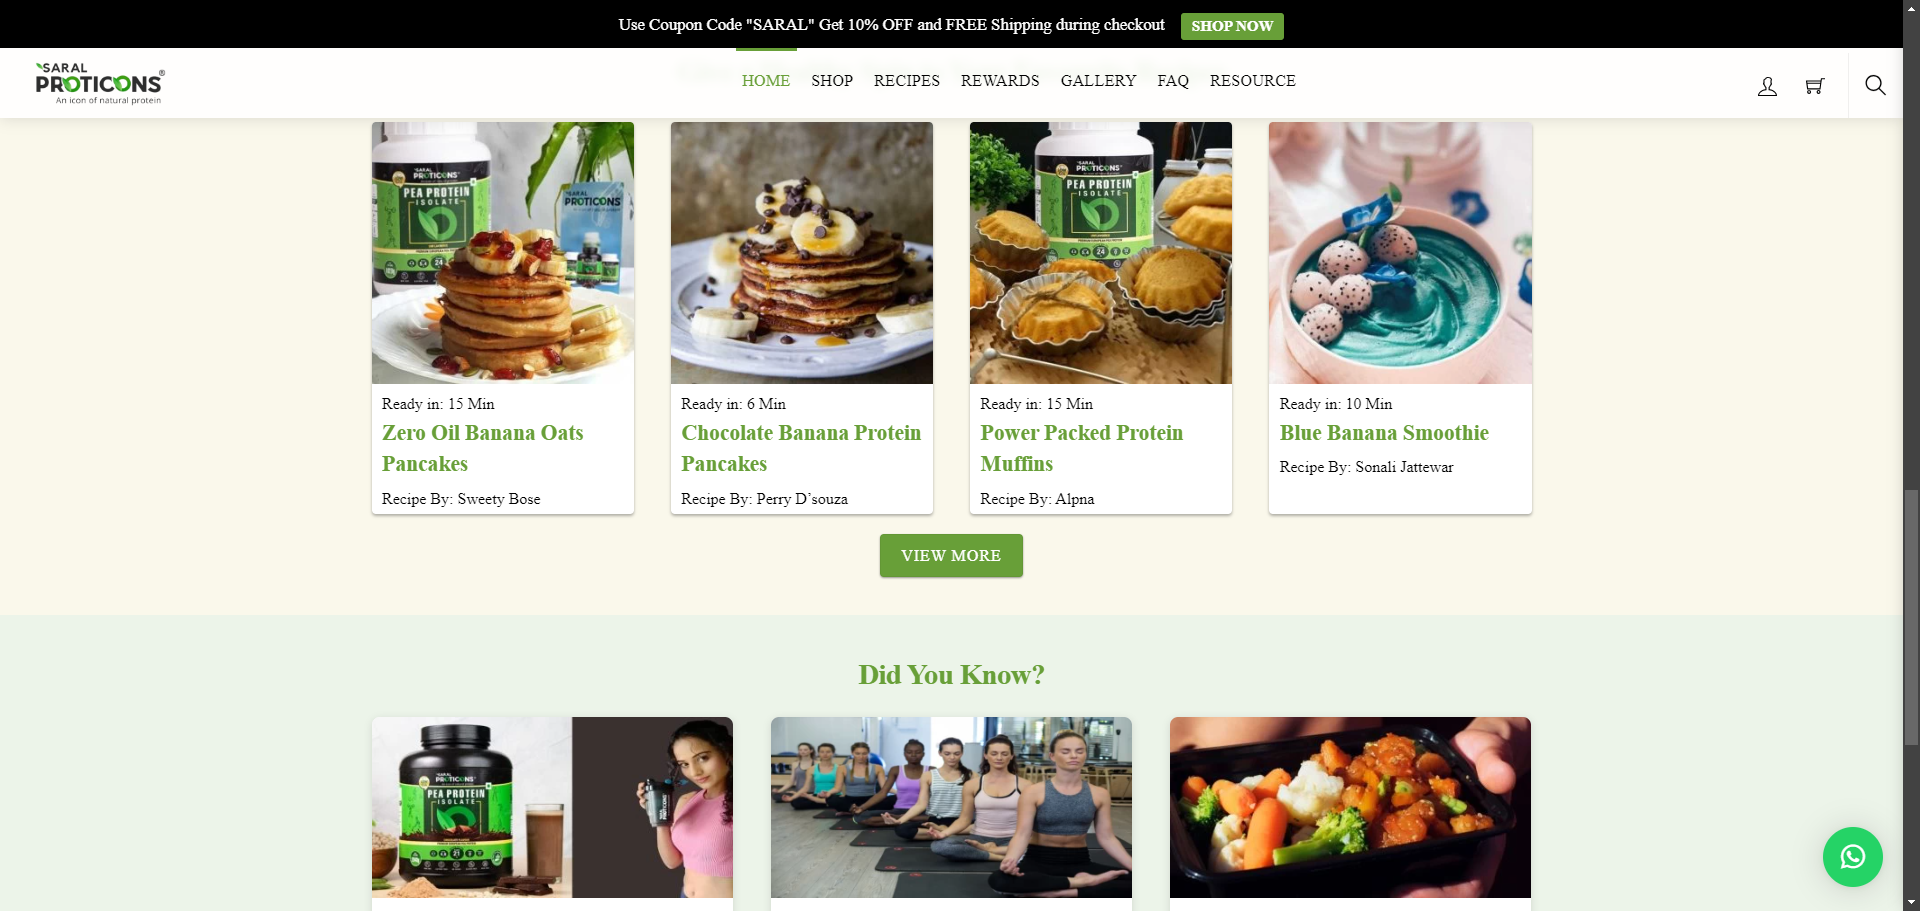 Use Coupon Code "SARAL" Get 10% OFF and FREE Shipping during checkout SHOP NOW
SARAL
PROTICONS®
An icon of natural protein
HOME SHOP RECIPES REWARDS GALLERY FAQ RESOURCE
SARAL
PROTICONS
PEA PROTEIN
ISOLATE
24
SARAL
PROTICONS
SARAL
PROTICONS
PEA PROTEIN
ISOLATE
24
Ready in: 15 Min
Zero Oil Banana Oats
Pancakes
Recipe By: Sweety Bose
Ready in: 6 Min
Chocolate Banana Protein
Pancakes
Recipe By: Perry D’souza
Ready in: 15 Min
Power Packed Protein
Muffins
Recipe By: Alpna
Ready in: 10 Min
Blue Banana Smoothie
Recipe By: Sonali Jattewar
VIEW MORE
Did You Know?
SARAL
PROTICONS
PEA PROTEIN
ISOLATE